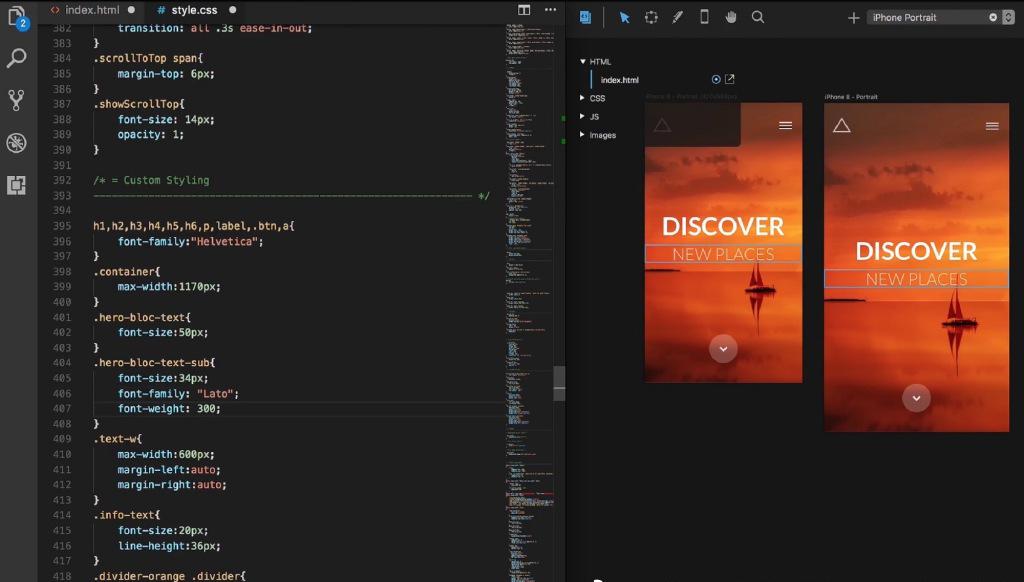 index.html
# style.css
2
382 transition: all .3s ease-in-out;
383 }
384 .scrollToTop span{
385 margin-top: 6px;
386 }
387 .showScrollTop{
388 font-size: 14px;
389 opacity: 1;
390 }
391
392 /* = Custom Styling
393 ---------------------------------------------------------------- */
394
395 h1,h2,h3,h4,h5,h6,p,label,.btn,a{
396 font-family:"Helvetica";
397 }
398 .container{
399 max-width:1170px;
400 }
401 .hero-bloc-text{
402 font-size:50px;
403 }
404 .hero-bloc-text-sub{
405 font-size:34px;
406 font-family: "Lato";
407 font-weight: 300;
408 }
409 .text-w{
410 max-width:600px;
411 margin-left:auto;
412 margin-right:auto;
413 }
414 .info-text{
415 font-size:20px;
416 line-height:36px;
417 }
418 .divider-orange .divider{
iPhone Portrait
HTML
index.html
CSS
JS
Images
DISCOVER
NEW PLACES
iPhone 8 - Portrait
DISCOVER
NEW PLACES